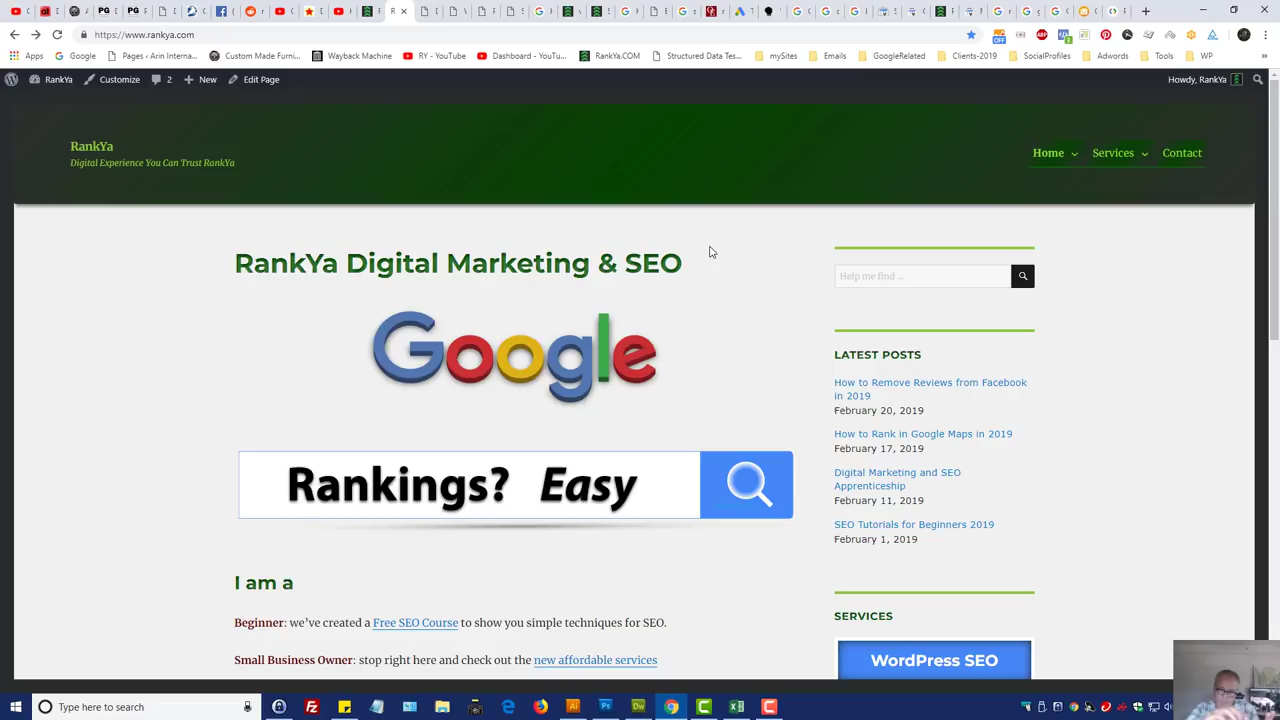 https://www.rankya.com
OFF
ABP
3
Apps
Google
Pages ‹ Arin Internati...
Custom Made Furni...
Wayback Machine
RY - YouTube
Dashboard - YouTu...
RankYa.COM
Structured Data Tes...
mySites
Emails
GoogleRelated
Clients-2019
SocialProfiles
Adwords
Tools
WP
RankYa
Customize
2
New
Edit Page
Howdy, RankYa
RankYa
Digital Experience You Can Trust RankYa
Home
Services
Contact
RankYa Digital Marketing & SEO
Google
Rankings? Easy
I am a
Beginner: we've created a Free SEO Course to show you simple techniques for SEO.
Small Business Owner: stop right here and check out the new affordable services
Help me find ...
LATEST POSTS
How to Remove Reviews from Facebook
in 2019
February 20, 2019
How to Rank in Google Maps in 2019
February 17, 2019
Digital Marketing and SEO
Apprenticeship
February 11, 2019
SEO Tutorials for Beginners 2019
February 1, 2019
SERVICES
WordPress SEO
Type here to search